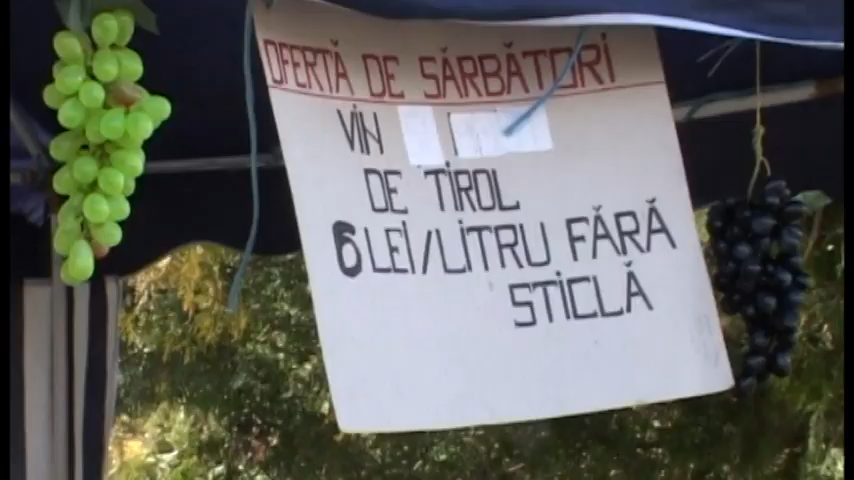 OFERTĂ DE SĂRBĂTORI
VIN
DE TIROL
6 LEI/LITRU FĂRĂ
STICLĂ